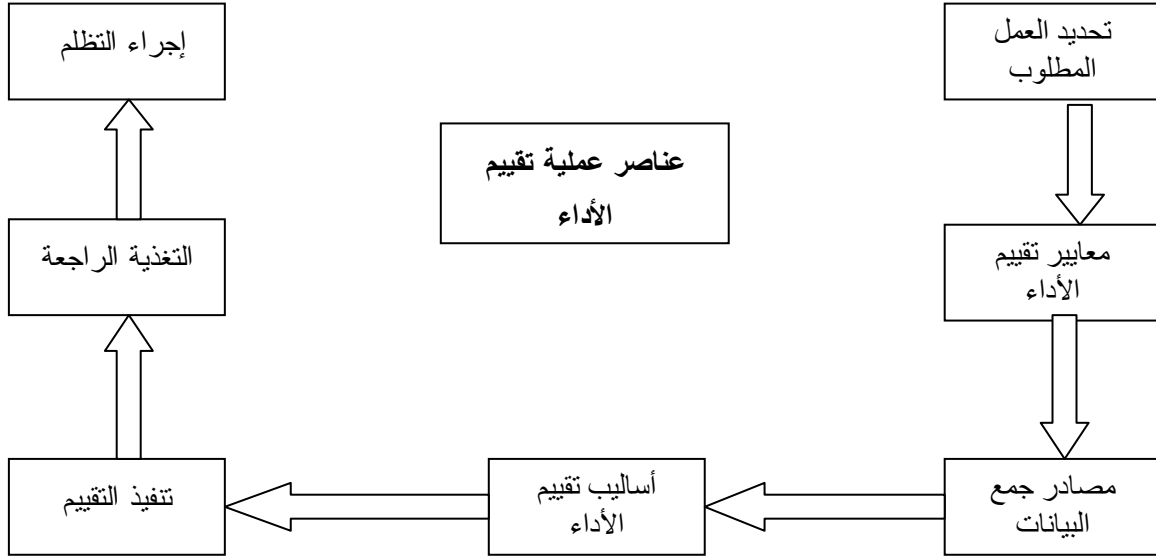 تحديد العمل
المطلوب
إجراء التظلم
عناصر عملية تقييم
الأداء
معايير تقييم
الأداء
التغذية الراجعة
مصادر جمع
البيانات
أساليب تقييم
الأداء
تنفيذ التقييم